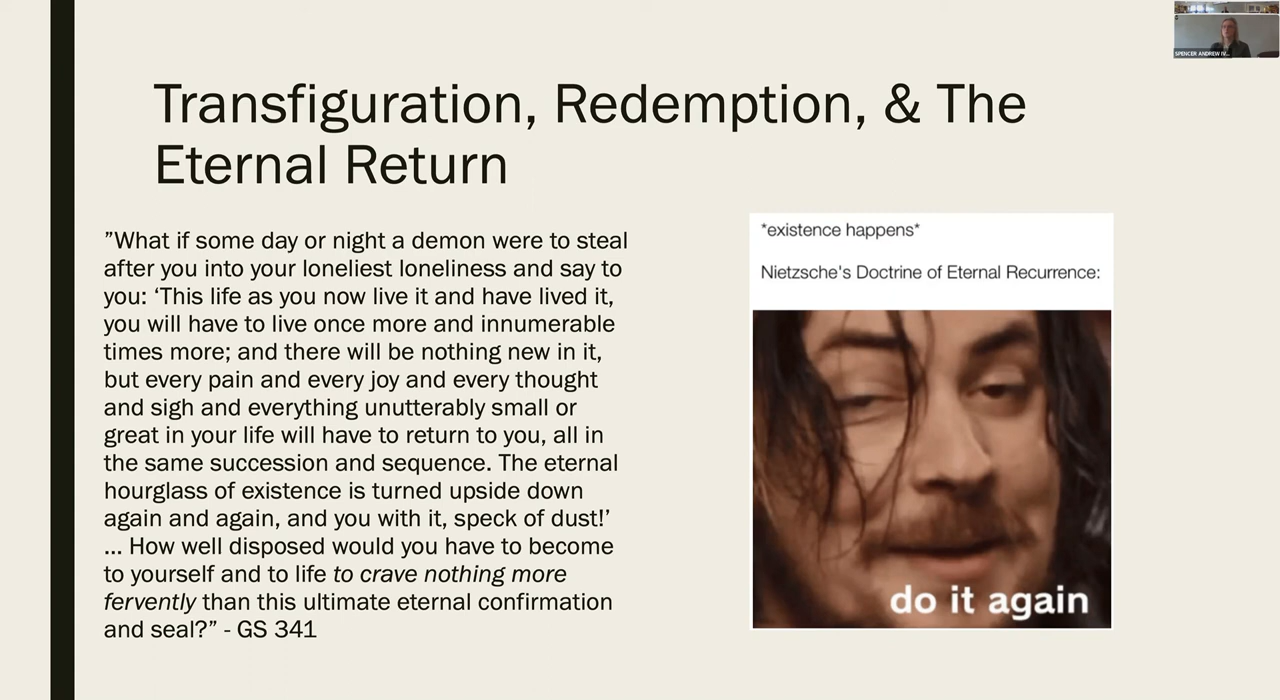 SPENCER ANDREW IV...
Transfiguration, Redemption, & The
Eternal Return
”What if some day or night a demon were to steal
after you into your loneliest loneliness and say to
you: ‘This life as you now live it and have lived it,
you will have to live once more and innumerable
times more; and there will be nothing new in it,
but every pain and every joy and every thought
and sigh and everything unutterably small or
great in your life will have to return to you, all in
the same succession and sequence. The eternal
hourglass of existence is turned upside down
again and again, and you with it, speck of dust!’
... How well disposed would you have to become
to yourself and to life to crave nothing more
fervently than this ultimate eternal confirmation
and seal?” - GS 341
*existence happens*
Nietzsche's Doctrine of Eternal Recurrence:
do it again